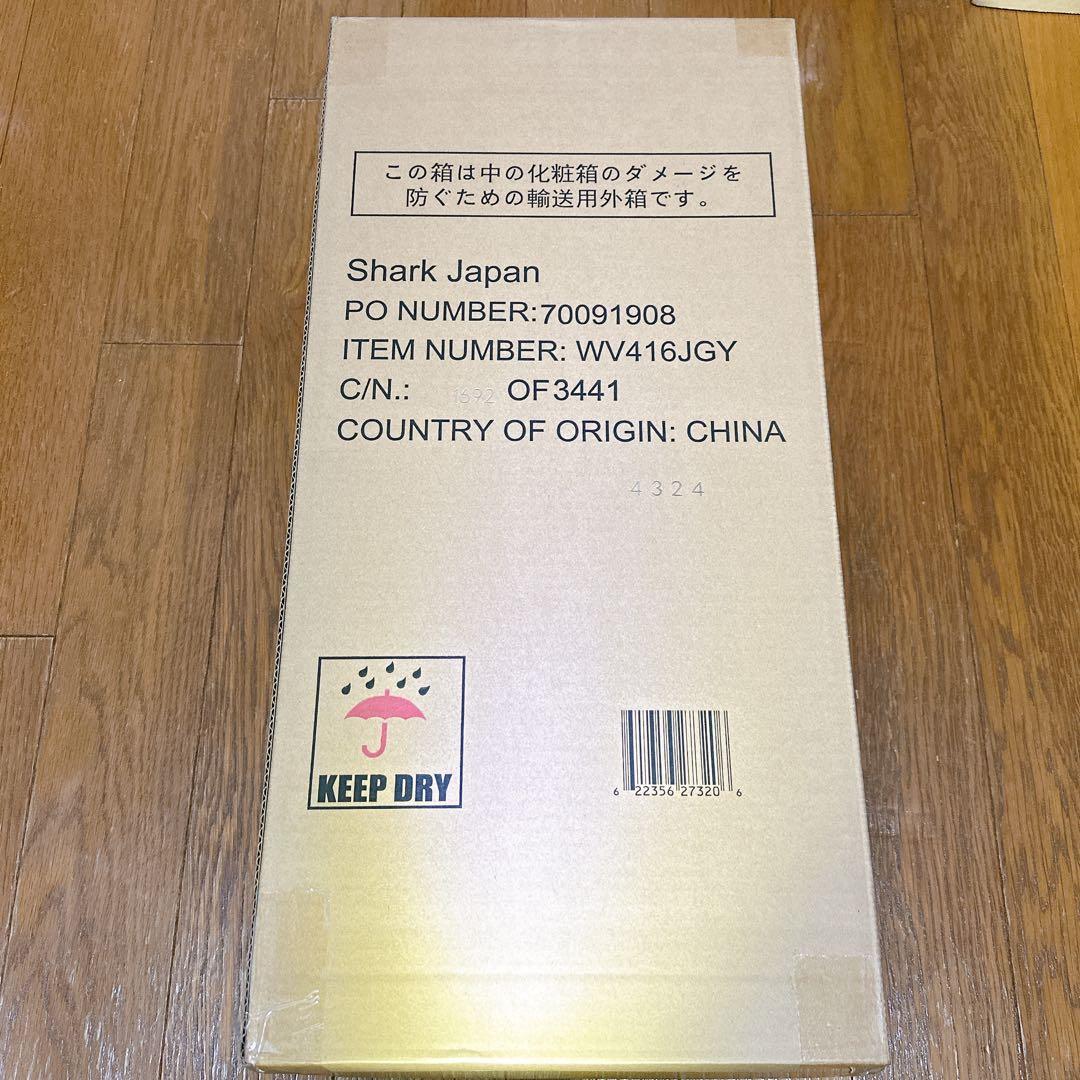 この箱は中の化粧箱のダメージを
防ぐための輸送用外箱です。
Shark Japan
PO NUMBER:70091908
ITEM NUMBER: WV416JGY
C/N.: 1692 OF3441
COUNTRY OF ORIGIN: CHINA
4324
KEEP DRY
6 22356 27320 6